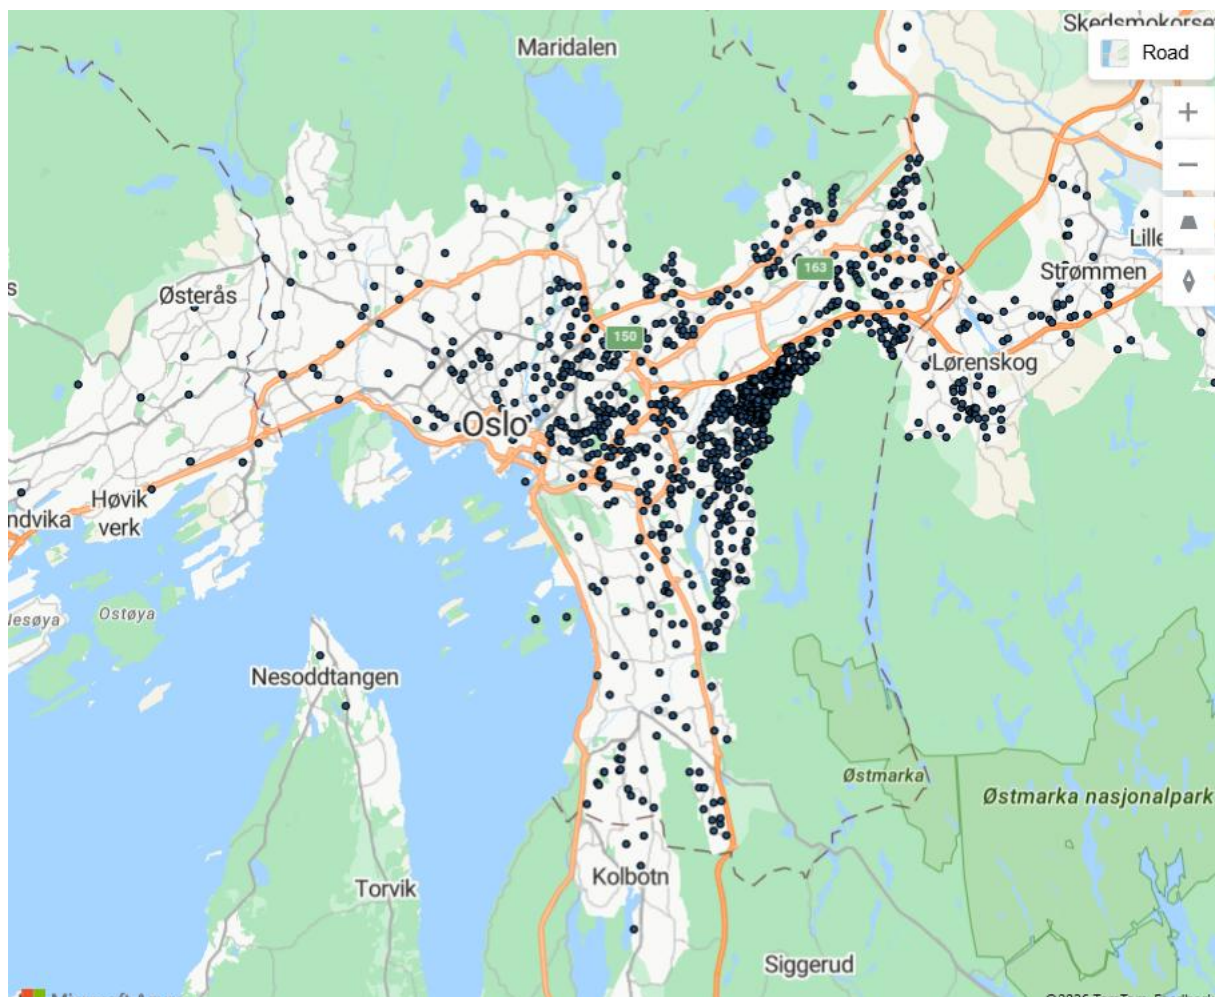 Skedsmokorse
Maridalen
Road
Lille
Strømmen
s
Østerås
163
150
Lørenskog
Oslo
Høvik
verk
ndvika
Ostøya
Nesoddtangen
Østmarka
Østmarka nasjonalpark
Kolbotn
Torvik
Siggerud